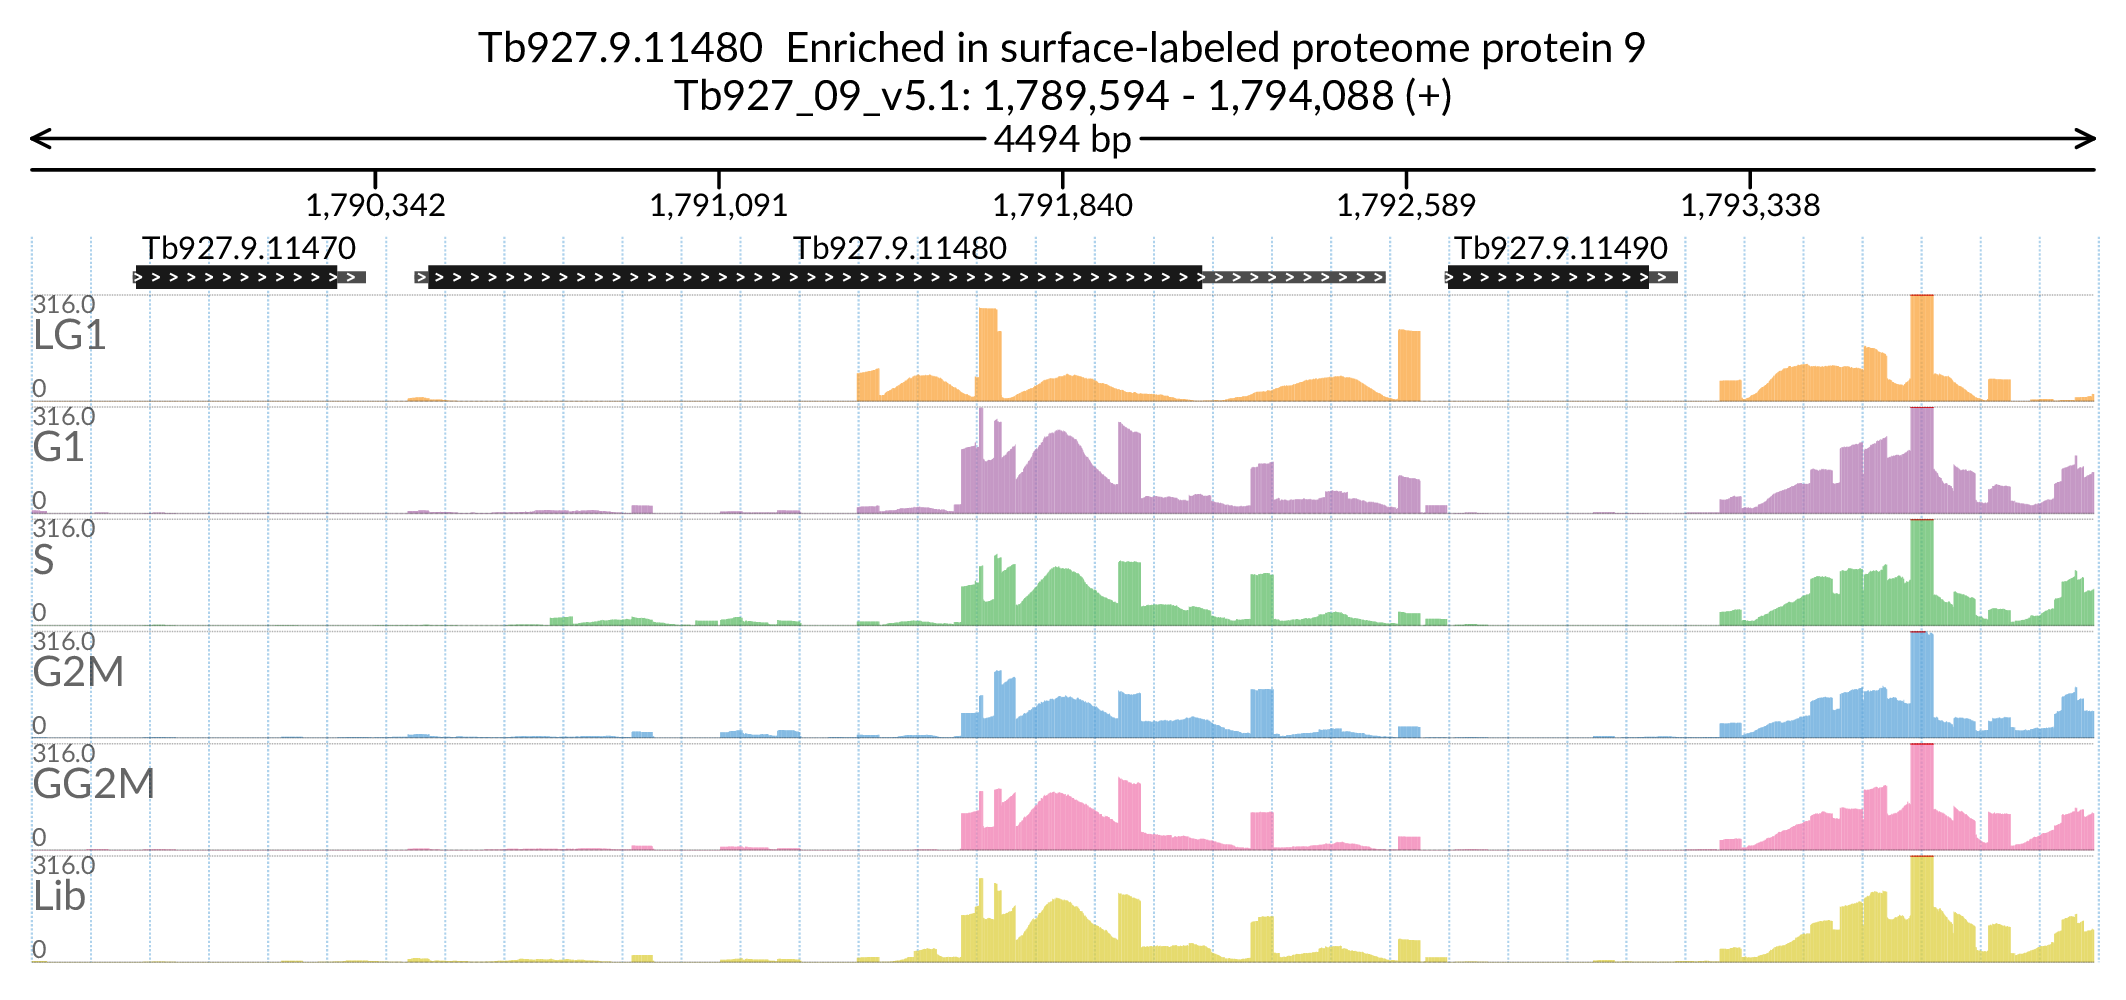 Tb927.9.11480  Enriched in surface-labeled proteome protein 9
Tb927_09_v5.1: 1,789,594 - 1,794,088 (+)
4494 bp
1,790,342 1,791,091 1,791,840 1,792,589 1,793,338
Tb927.9.11470 Tb927.9.11480 Tb927.9.11490
316.0
LG1
0
316.0
G1
0
316.0
S
0
316.0
G2M
0
316.0
GG2M
0
316.0
Lib
0